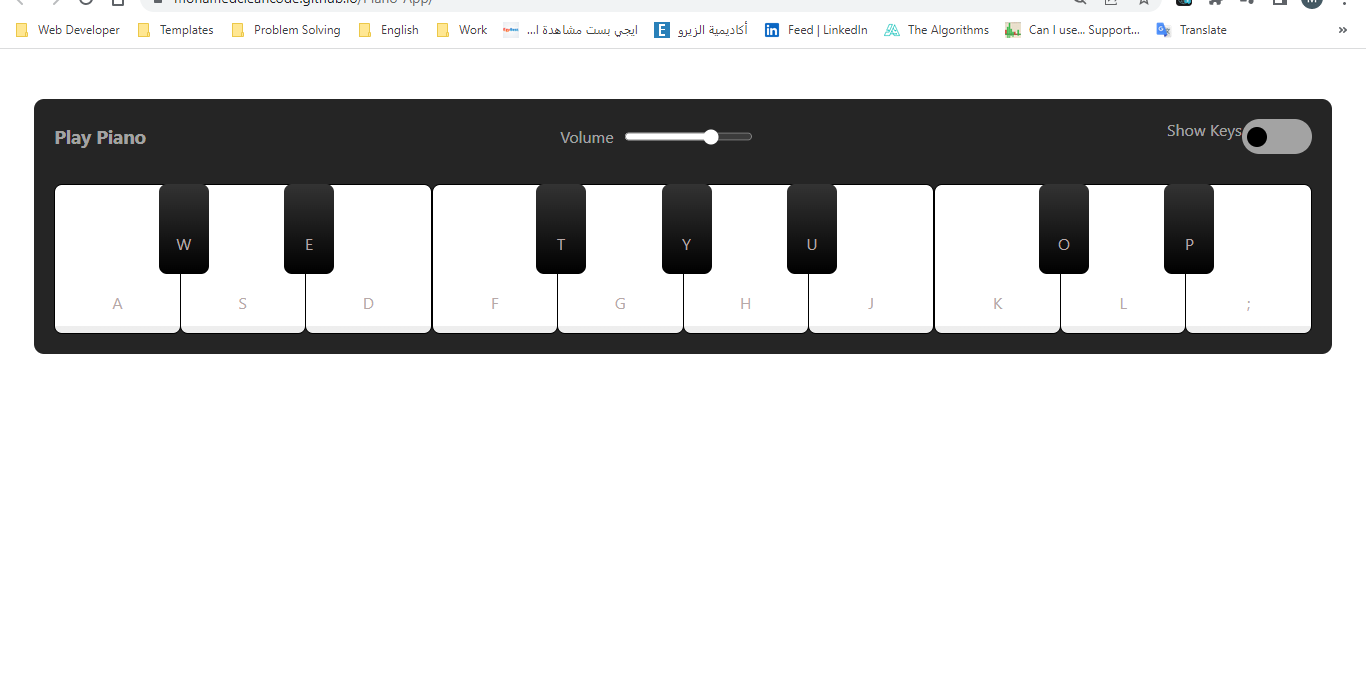 mohamedcleancode.github.io/Piano-App/
Web Developer Templates Problem Solving English Work ايجي بست مشاهدة ا... أكاديمية الزيرو Feed | LinkedIn The Algorithms Can I use... Support... Translate »
Play Piano Volume Show Keys
W E T Y U O P
A S D F G H J K L ;